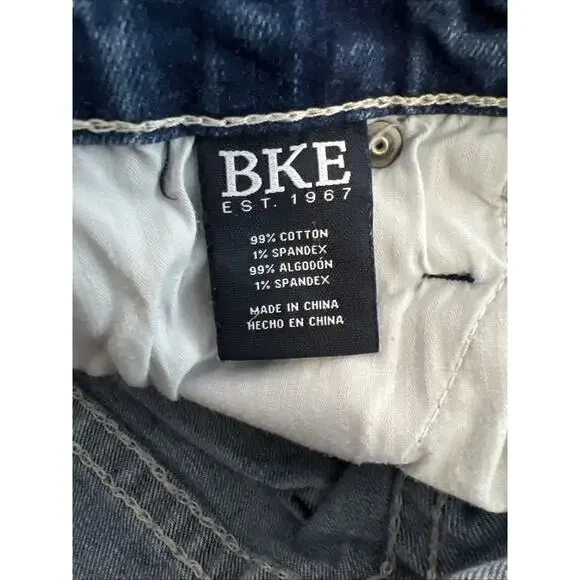 BKE
EST. 1967
99% COTTON
1% SPANDEX
99% ALGODÓN
1% SPANDEX
MADE IN CHINA
HECHO EN CHINA